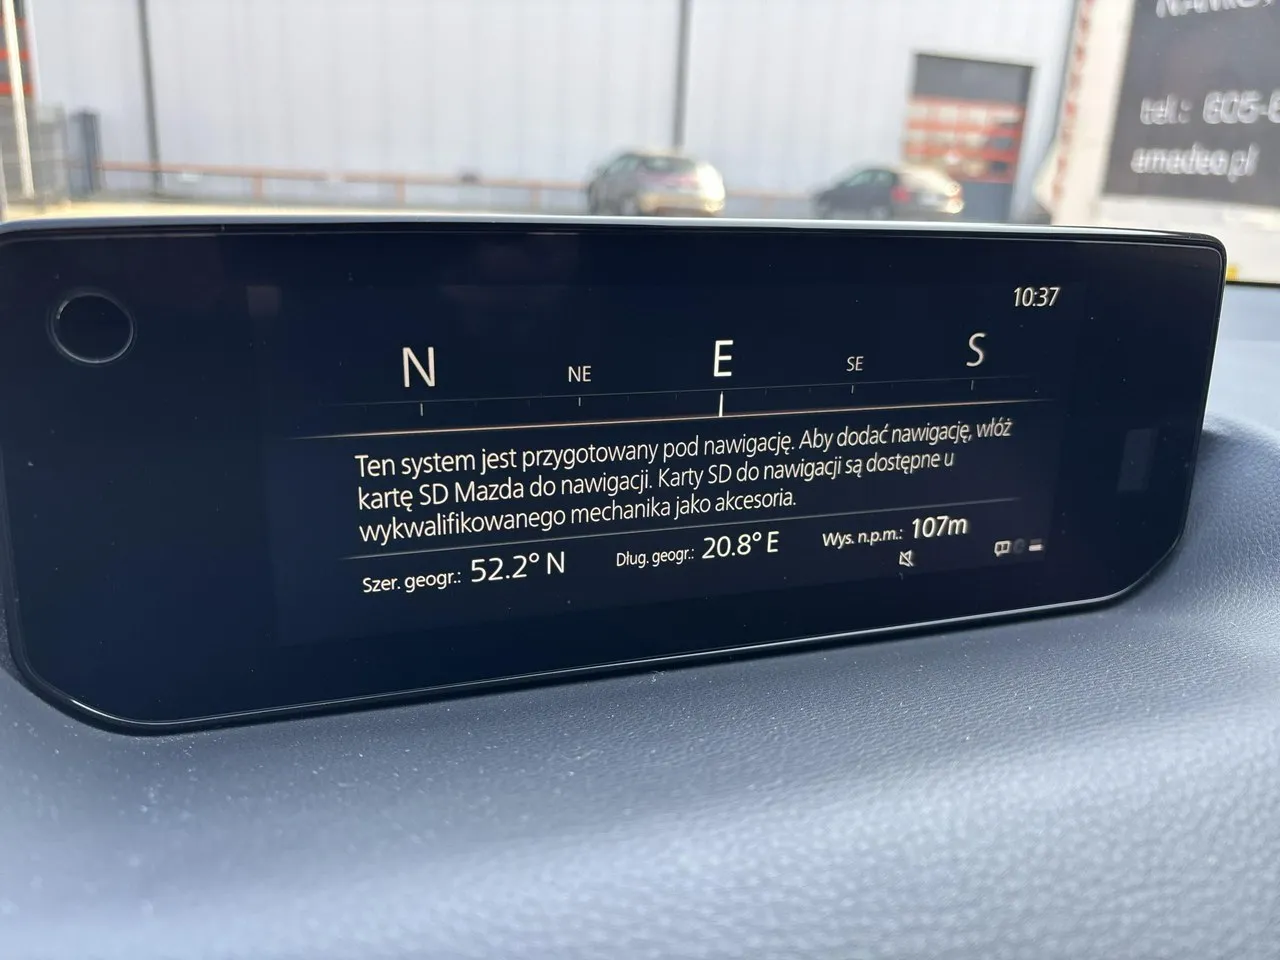 tel.:
amadeo.pl
10:37
N NE E SE S
Ten system jest przygotowany pod nawigację. Aby dodać nawigację, włóż
kartę SD Mazda do nawigacji. Karty SD do nawigacji są dostępne u
wykwalifikowanego mechanika jako akcesoria.
Szer. geogr.: 52.2° N Dług. geogr.: 20.8° E Wys. n.p.m.: 107m